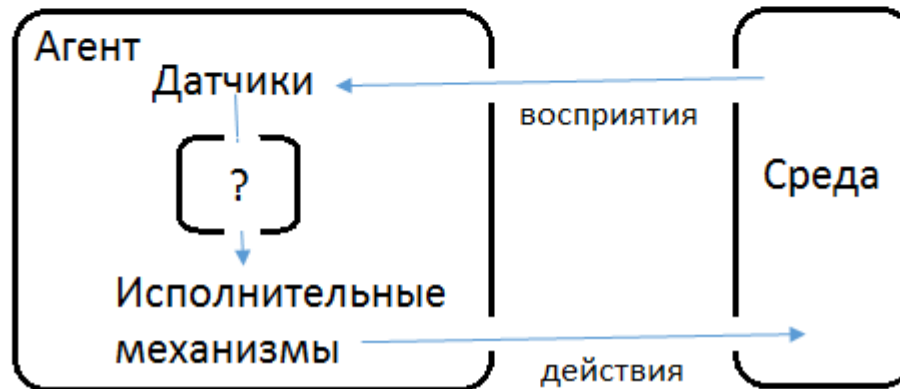 Агент
Датчики
восприятия
?
Среда
Исполнительные
механизмы
действия